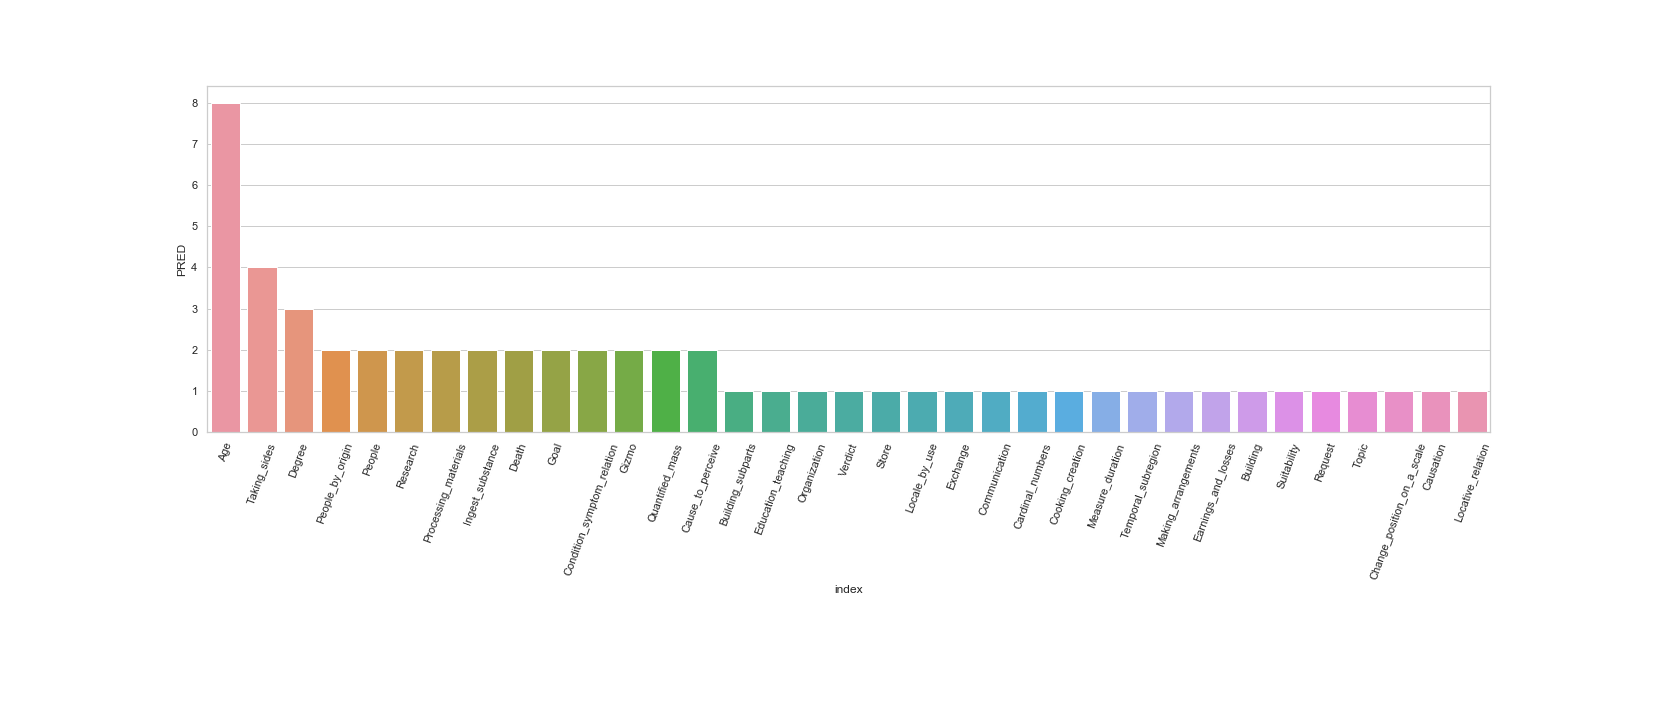 8
7
6
5
4
3
2
1
0
PRED
Age
Taking_sides
Degree
People_by_origin
People
Research
Processing_materials
Ingest_substance
Death
Goal
Condition_symptom_relation
Gizmo
Quantified_mass
Cause_to_perceive
Building_subparts
Education_teaching
Organization
Verdict
Store
Locale_by_use
Exchange
Communication
Cardinal_numbers
Cooking_creation
Measure_duration
Temporal_subregion
Making_arrangements
Earnings_and_losses
Building
Suitability
Request
Topic
Change_position_on_a_scale
Causation
Locative_relation
index